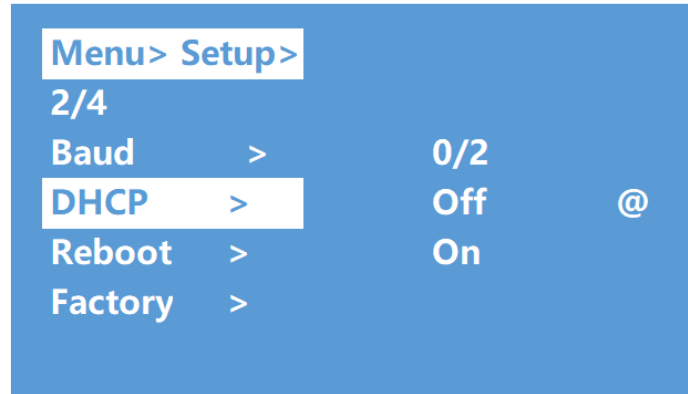 Menu> Setup>
2/4
Baud > 0/2
DHCP > Off @
Reboot > On
Factory >